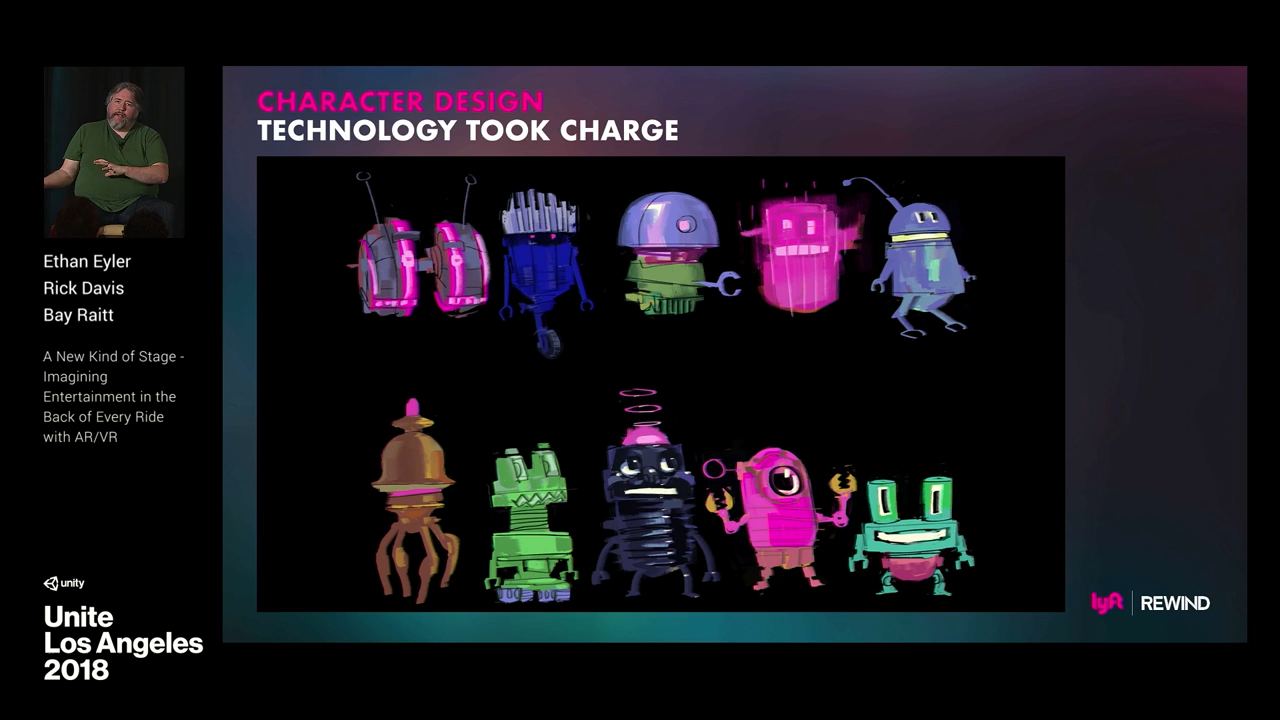 CHARACTER DESIGN
TECHNOLOGY TOOK CHARGE
Ethan Eyler
Rick Davis
Bay Raitt
A New Kind of Stage -
Imagining
Entertainment in the
Back of Every Ride
with AR/VR
unity
Unite
Los Angeles
2018
lyft REWIND